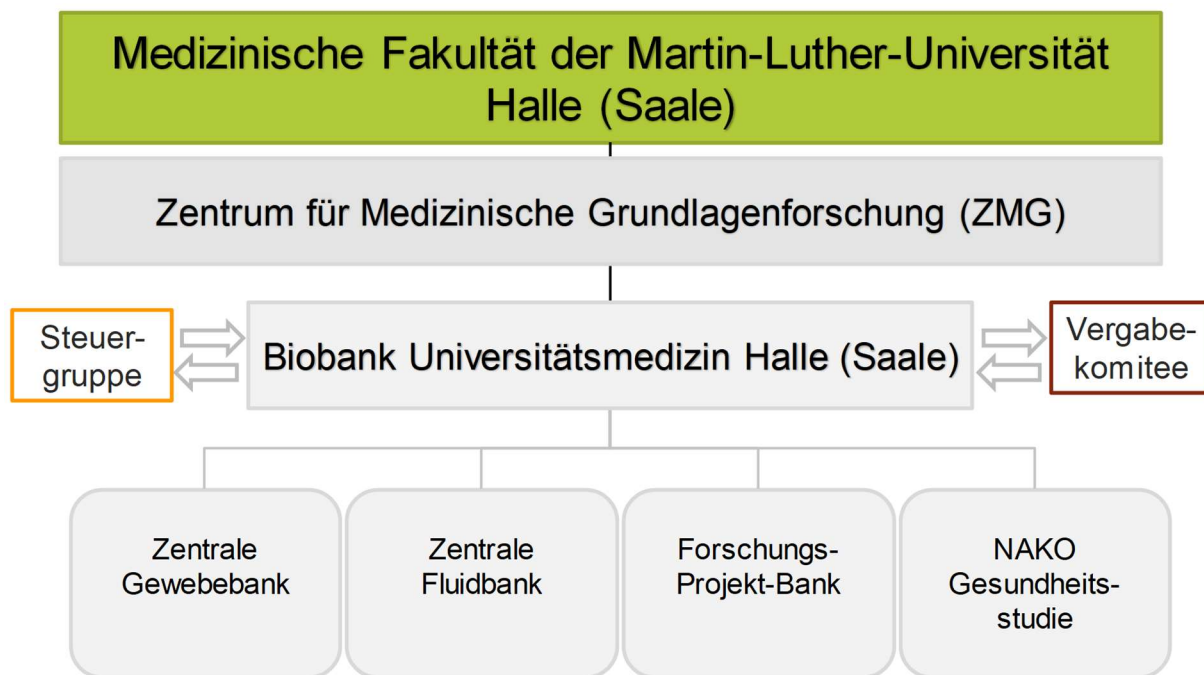 Medizinische Fakultät der Martin-Luther-Universität
Halle (Saale)
Zentrum für Medizinische Grundlagenforschung (ZMG)
Steuer-
gruppe
Biobank Universitätsmedizin Halle (Saale)
Vergabe-
komitee
Zentrale
Gewebebank
Zentrale
Fluidbank
Forschungs-
Projekt-Bank
NAKO
Gesundheits-
studie